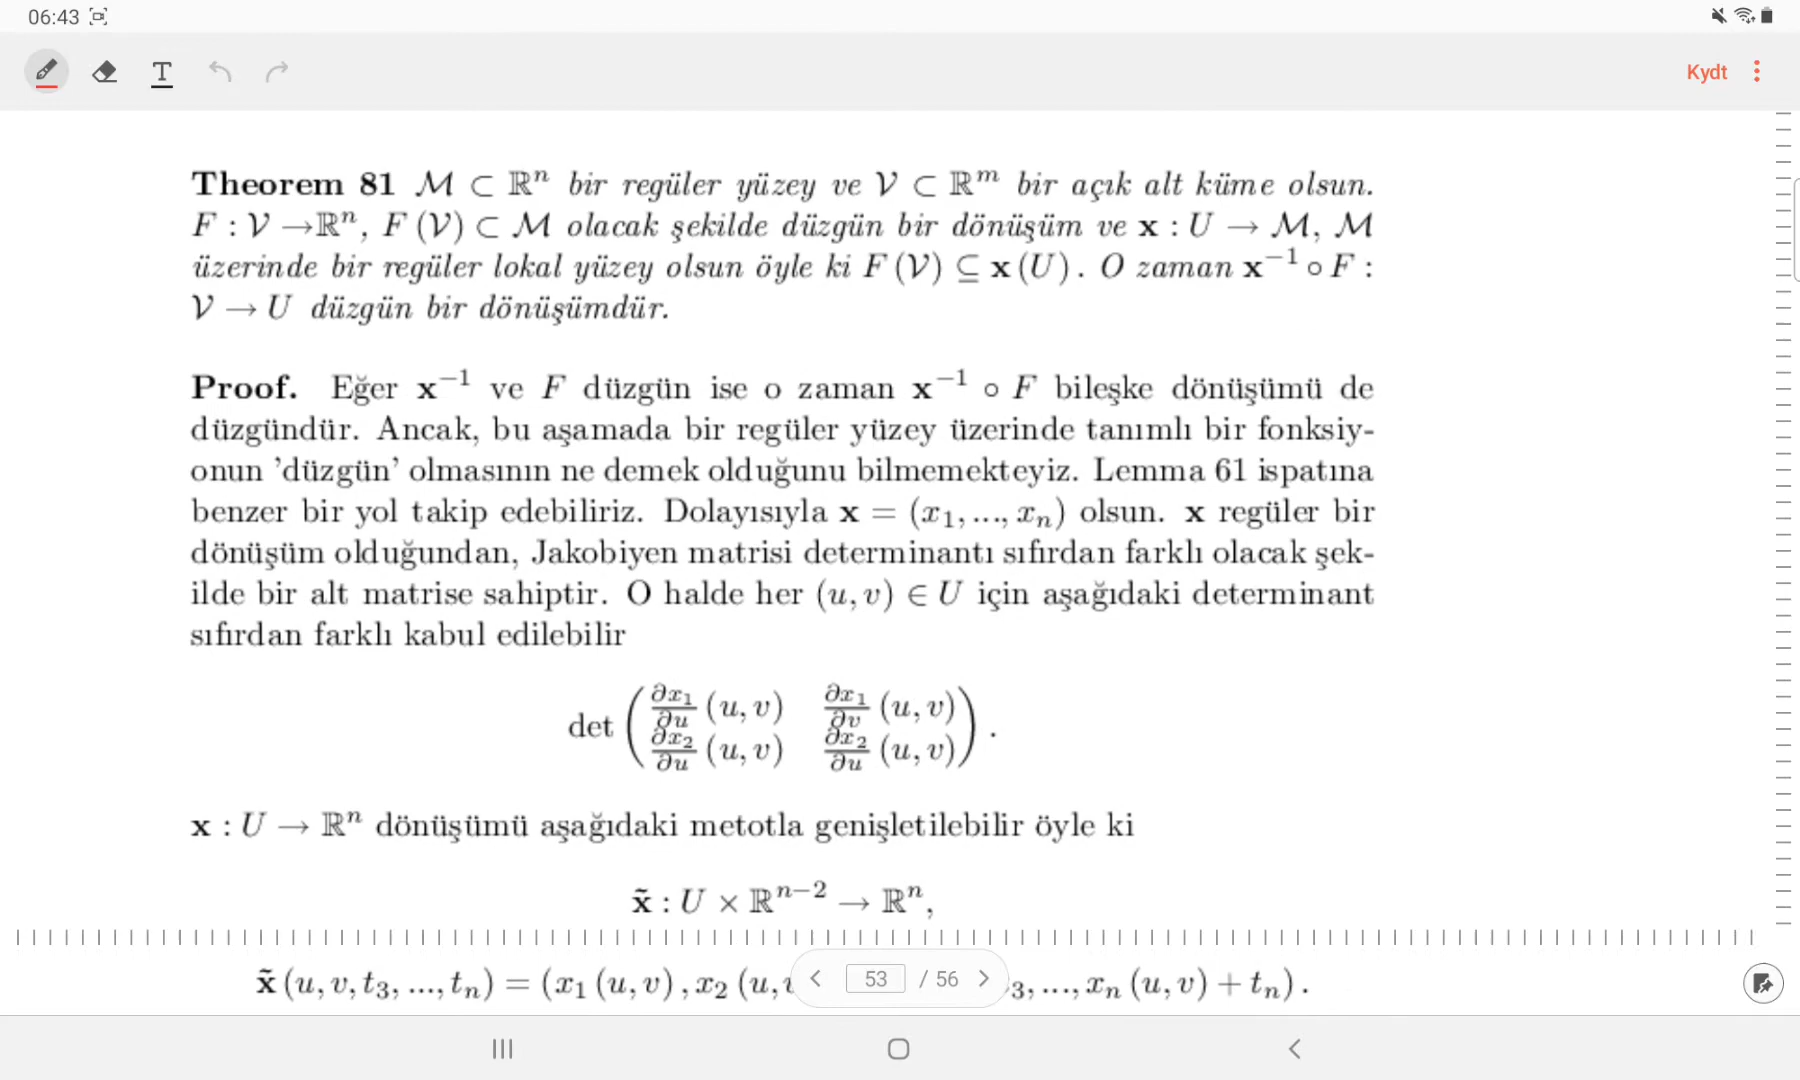 06:43
Kydt
Theorem 81 ℳ ⊂ ℝⁿ bir regüler yüzey ve 𝒱 ⊂ ℝᵐ bir açık alt küme olsun.
F : 𝒱 →ℝⁿ, F (𝒱) ⊂ ℳ olacak şekilde düzgün bir dönüşüm ve x : U → ℳ, ℳ
üzerinde bir regüler lokal yüzey olsun öyle ki F (𝒱) ⊆ x (U). O zaman x⁻¹ ∘ F :
𝒱 → U düzgün bir dönüşümdür.
Proof. Eğer x⁻¹ ve F düzgün ise o zaman x⁻¹ ∘ F bileşke dönüşümü de
düzgündür. Ancak, bu aşamada bir regüler yüzey üzerinde tanımlı bir fonksiy-
onun 'düzgün' olmasının ne demek olduğunu bilmemekteyiz. Lemma 61 ispatına
benzer bir yol takip edebiliriz. Dolayısıyla x = (x₁, ..., xₙ) olsun. x regüler bir
dönüşüm olduğundan, Jakobiyen matrisi determinantı sıfırdan farklı olacak şek-
ilde bir alt matrise sahiptir. O halde her (u, v) ∈ U için aşağıdaki determinant
sıfırdan farklı kabul edilebilir
det ( ∂x₁/∂u (u, v) ∂x₁/∂v (u, v)
∂x₂/∂u (u, v) ∂x₂/∂u (u, v) ) .
x : U → ℝⁿ dönüşümü aşağıdaki metotla genişletilebilir öyle ki
x̃ : U × ℝⁿ⁻² → ℝⁿ,
x̃ (u, v, t₃, ..., tₙ) = (x₁ (u, v) , x₂ (u, ₃, ..., xₙ (u, v) + tₙ) .
53 / 56